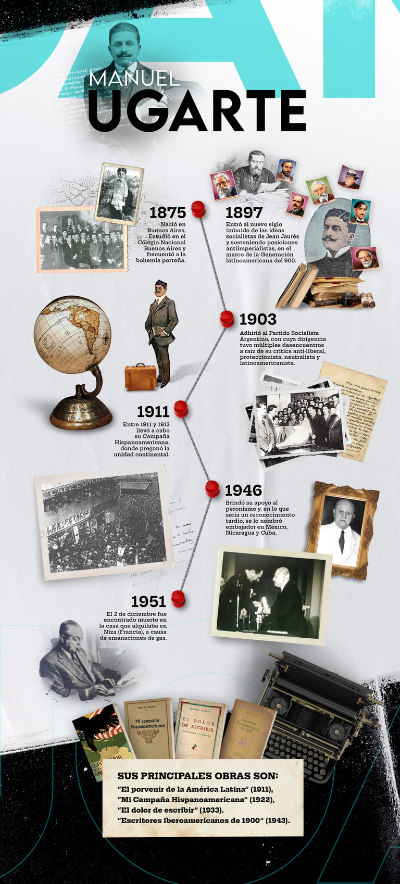 MANUEL
UGARTE
1875
Nació en
Buenos Aires.
Estudió en el
Colegio Nacional
Buenos Aires y
frecuentó a la
bohemia porteña.
1897
Entró al nuevo siglo
imbuido de las ideas
socialistas de Jean Jaurés
y sosteniendo posiciones
antiimperialistas, en el
marco de la Generación
latinoamericana del 900.
1903
Adhirió al Partido Socialista
Argentino, con cuya dirigencia
tuvo múltiples desencuentros
a raíz de su crítica anti-liberal,
proteccionista, neutralista y
latinoamericanista.
1911
Entre 1911 y 1913
llevó a cabo
su Campaña
Hispanoamericana,
donde pregonó la
unidad continental.
1946
Brindó su apoyo al
peronismo y, en lo que
sería un reconocimiento
tardío, se lo nombró
embajador en México,
Nicaragua y Cuba.
1951
El 2 de diciembre fue
encontrado muerto en
la casa que alquilaba en
Niza (Francia), a causa
de emanaciones de gas.
Mi campaña
hispanoamericana
EL DOLOR
DE ESCRIBIR
SUS PRINCIPALES OBRAS SON:
"El porvenir de la América Latina" (1911),
"Mi Campaña Hispanoamericana" (1922),
"El dolor de escribir" (1933).
"Escritores iberoamericanos de 1900" (1943).